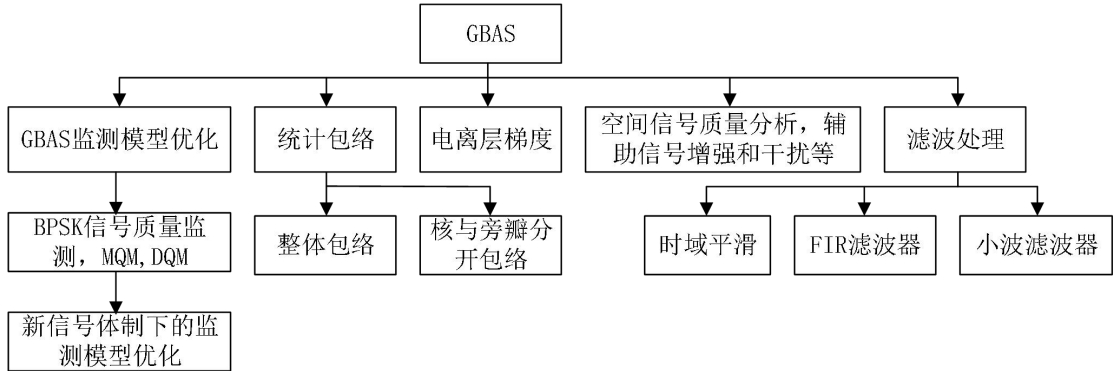 GBAS
GBAS监测模型优化
统计包络
电离层梯度
空间信号质量分析，辅
助信号增强和干扰等
滤波处理
BPSK信号质量监
测，MQM,DQM
整体包络
核与旁瓣分
开包络
时域平滑
FIR滤波器
小波滤波器
新信号体制下的监
测模型优化